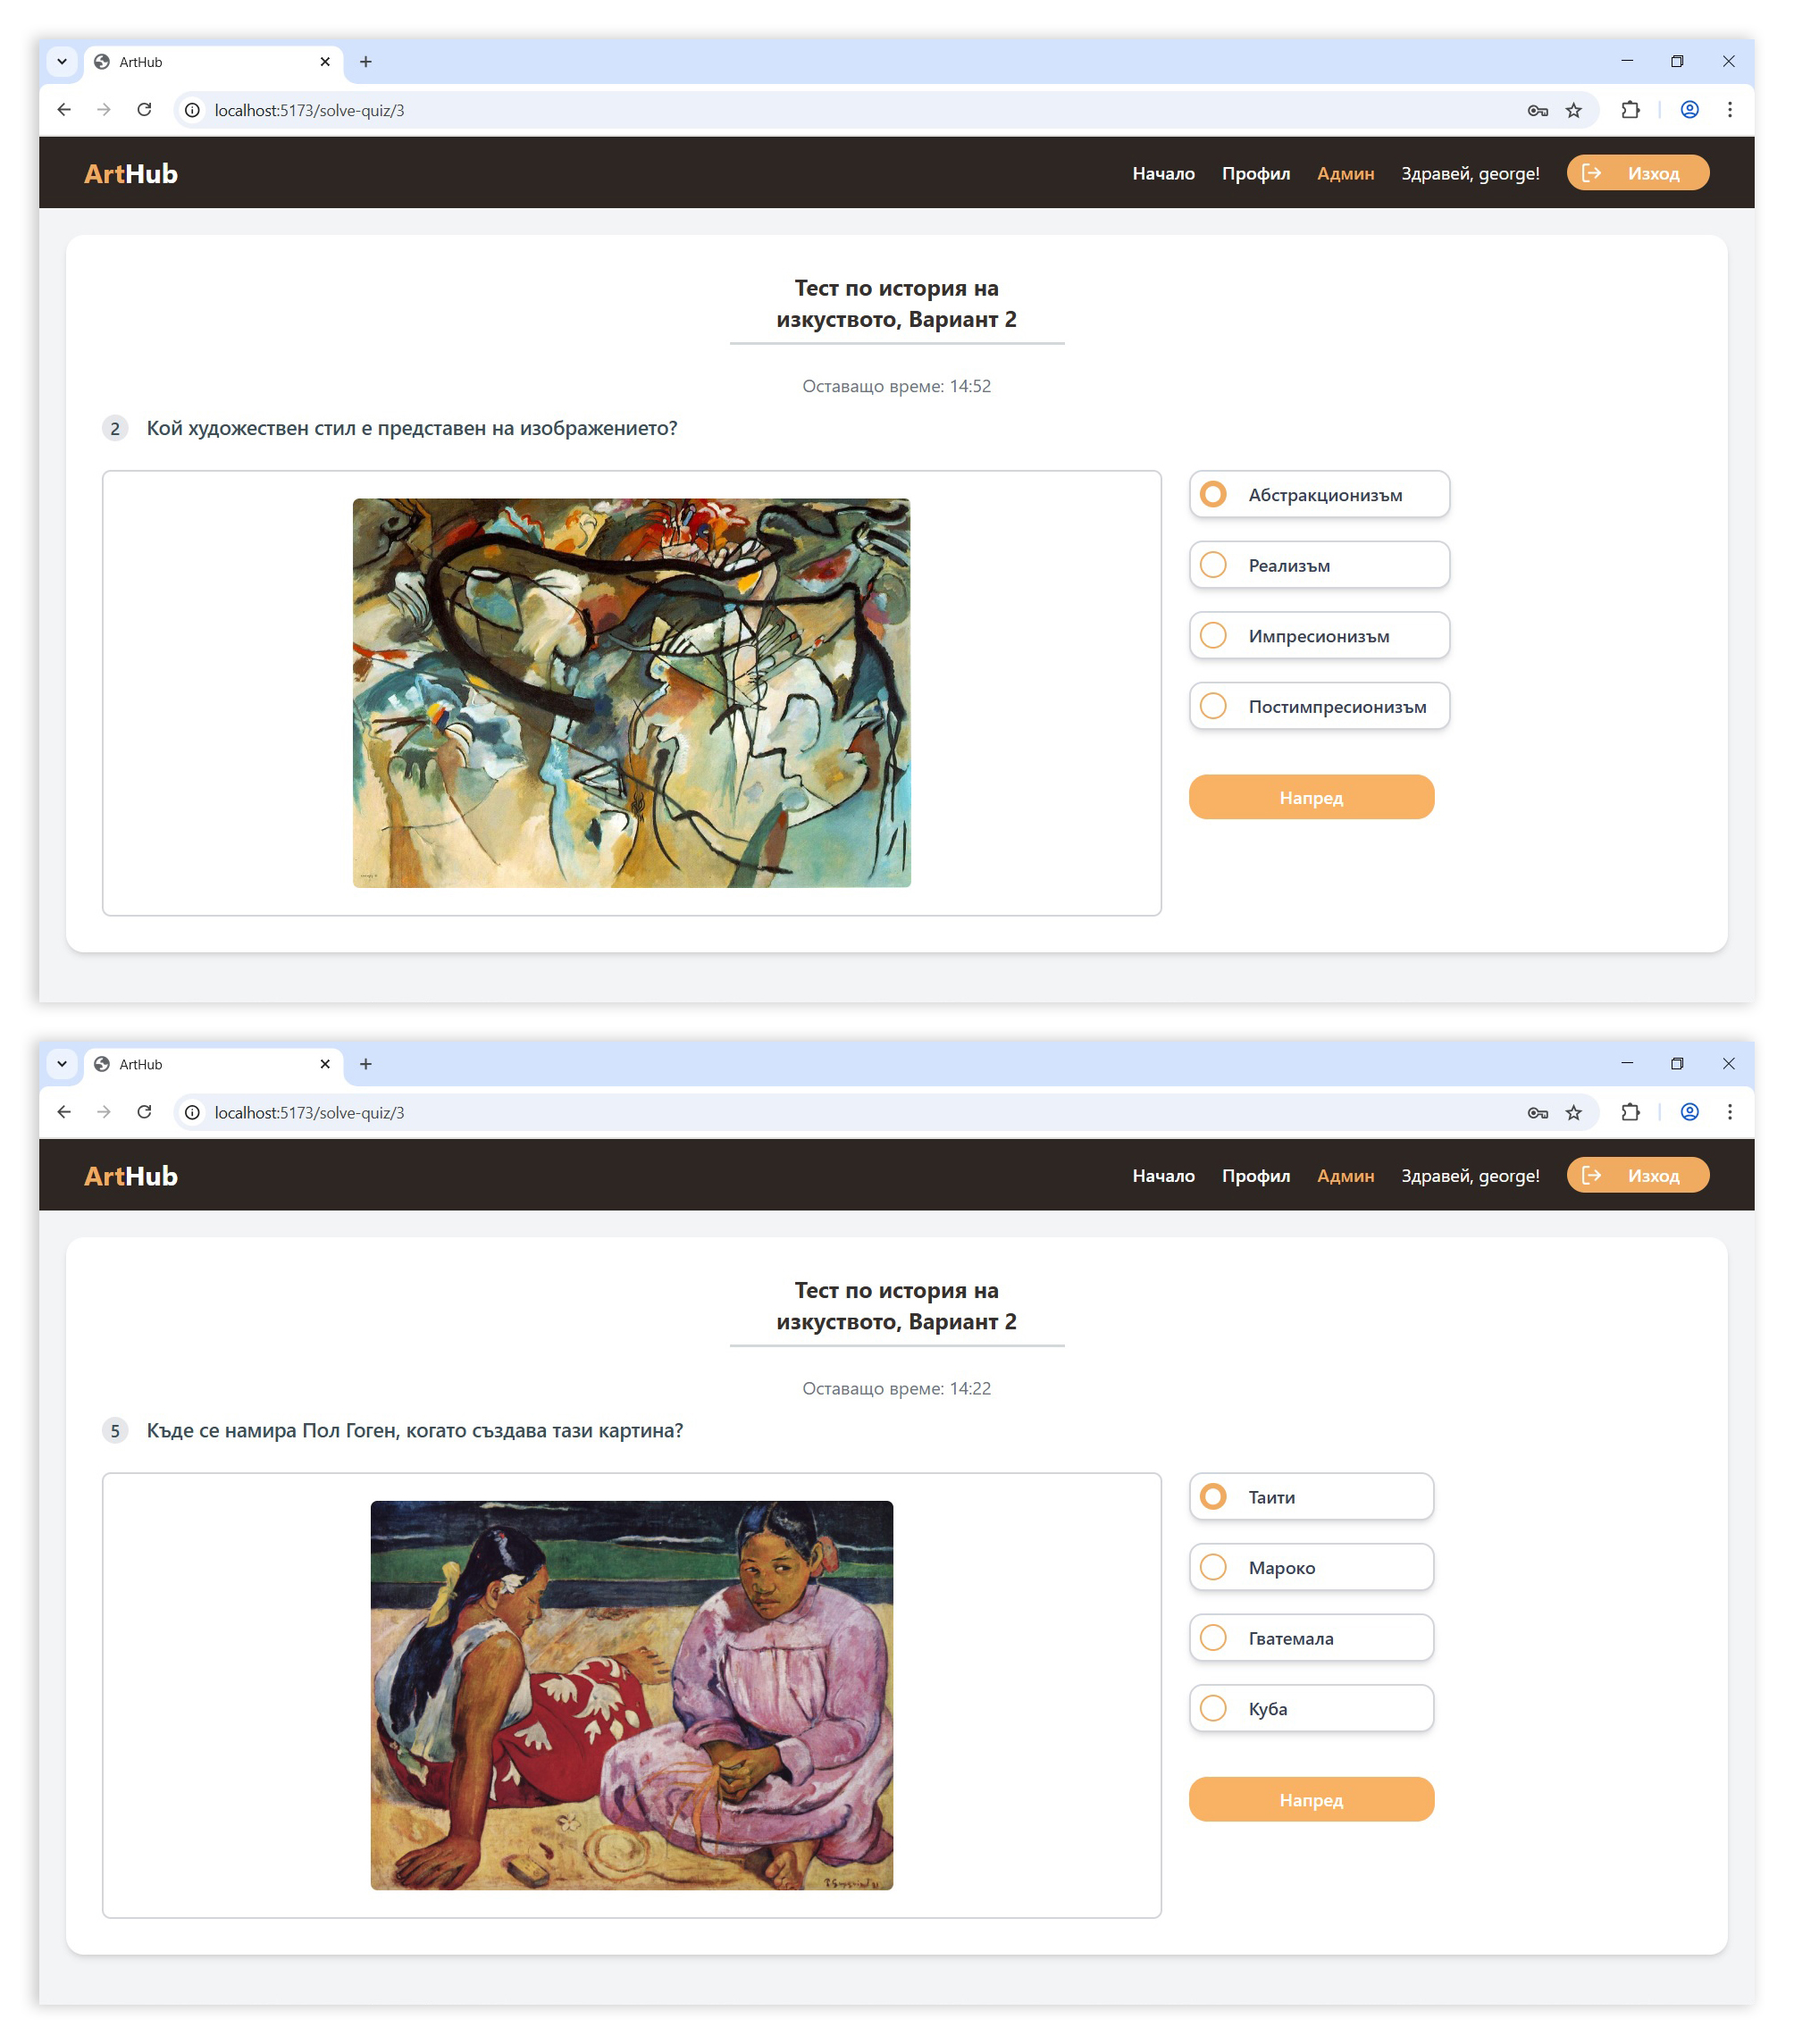 ArtHub
localhost:5173/solve-quiz/3
ArtHub
Начало Профил Админ Здравей, george! Изход
Тест по история на
изкуството, Вариант 2
Оставащо време: 14:52
2 Кой художествен стил е представен на изображението?
Абстракционизъм
Реализъм
Импресионизъм
Постимпресионизъм
Напред
ArtHub
localhost:5173/solve-quiz/3
ArtHub
Начало Профил Админ Здравей, george! Изход
Тест по история на
изкуството, Вариант 2
Оставащо време: 14:22
5 Къде се намира Пол Гоген, когато създава тази картина?
Таити
Мароко
Гватемала
Куба
Напред